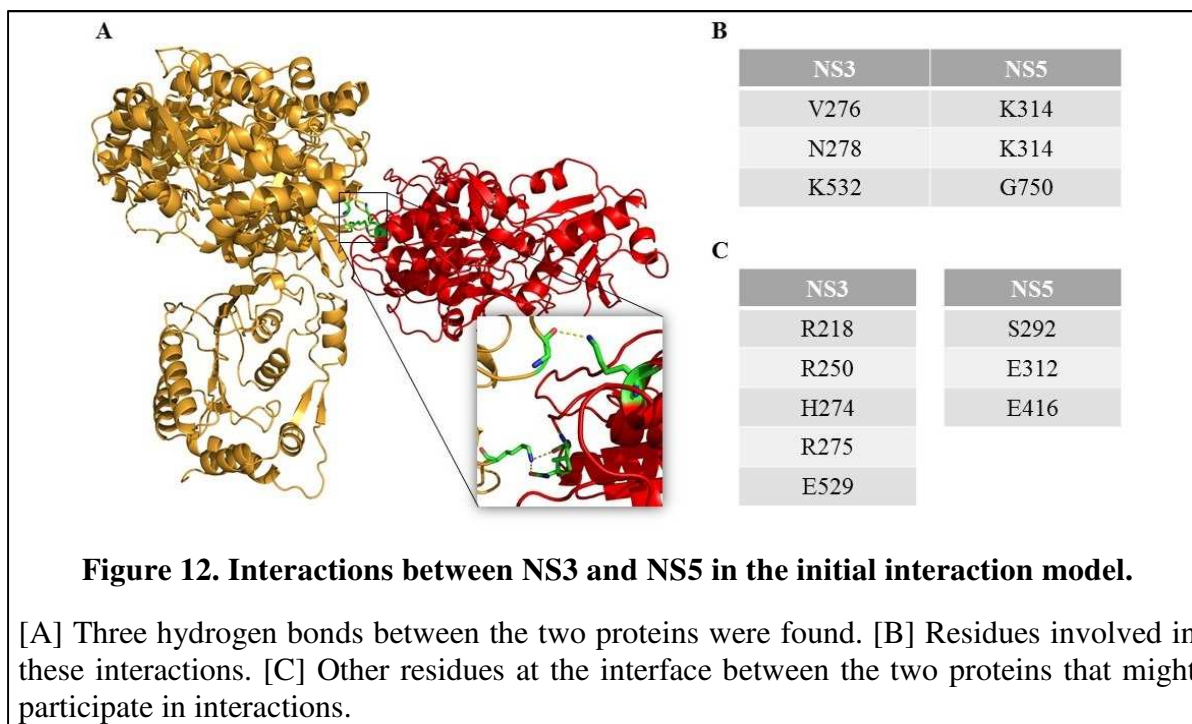 A
B
NS3 NS5
V276 K314
N278 K314
K532 G750
C
NS3 NS5
R218 S292
R250 E312
H274 E416
R275
E529
Figure 12. Interactions between NS3 and NS5 in the initial interaction model.
[A] Three hydrogen bonds between the two proteins were found. [B] Residues involved in
these interactions. [C] Other residues at the interface between the two proteins that might
participate in interactions.